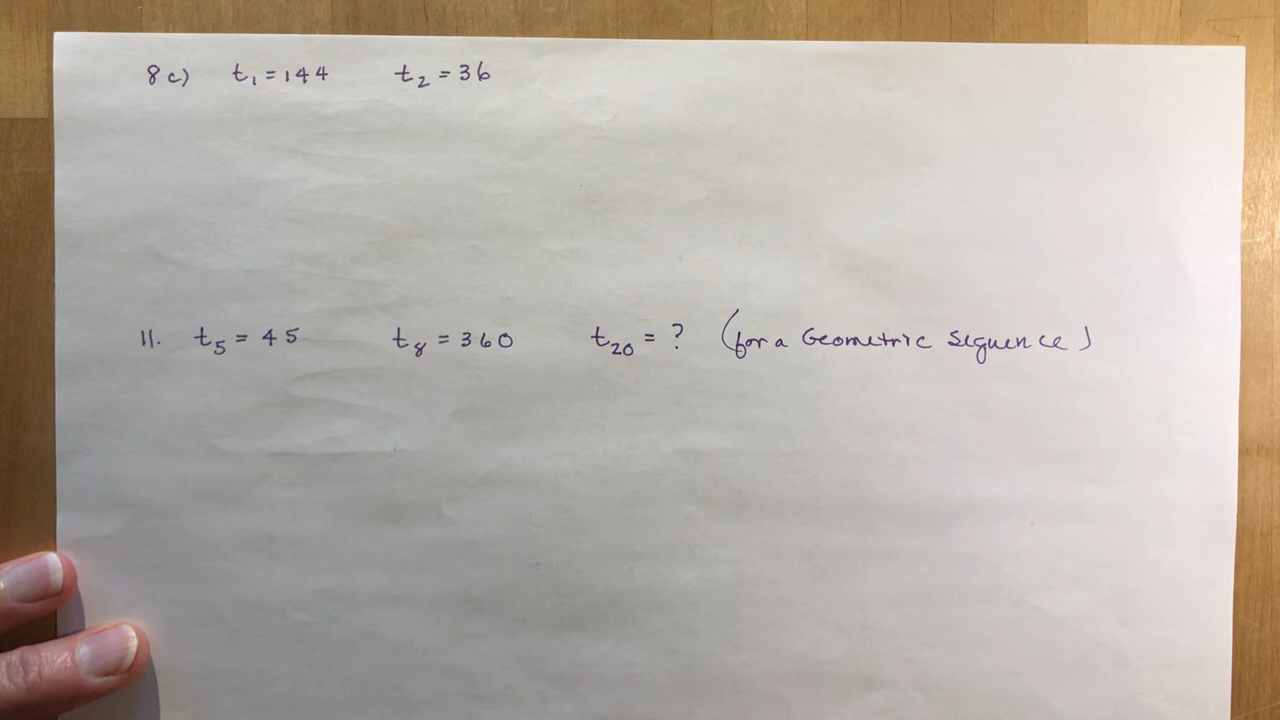 8 c) t₁ = 144 t₂ = 36
11. t₅ = 45 t₈ = 360 t₂₀ = ? (for a Geometric Sequence)